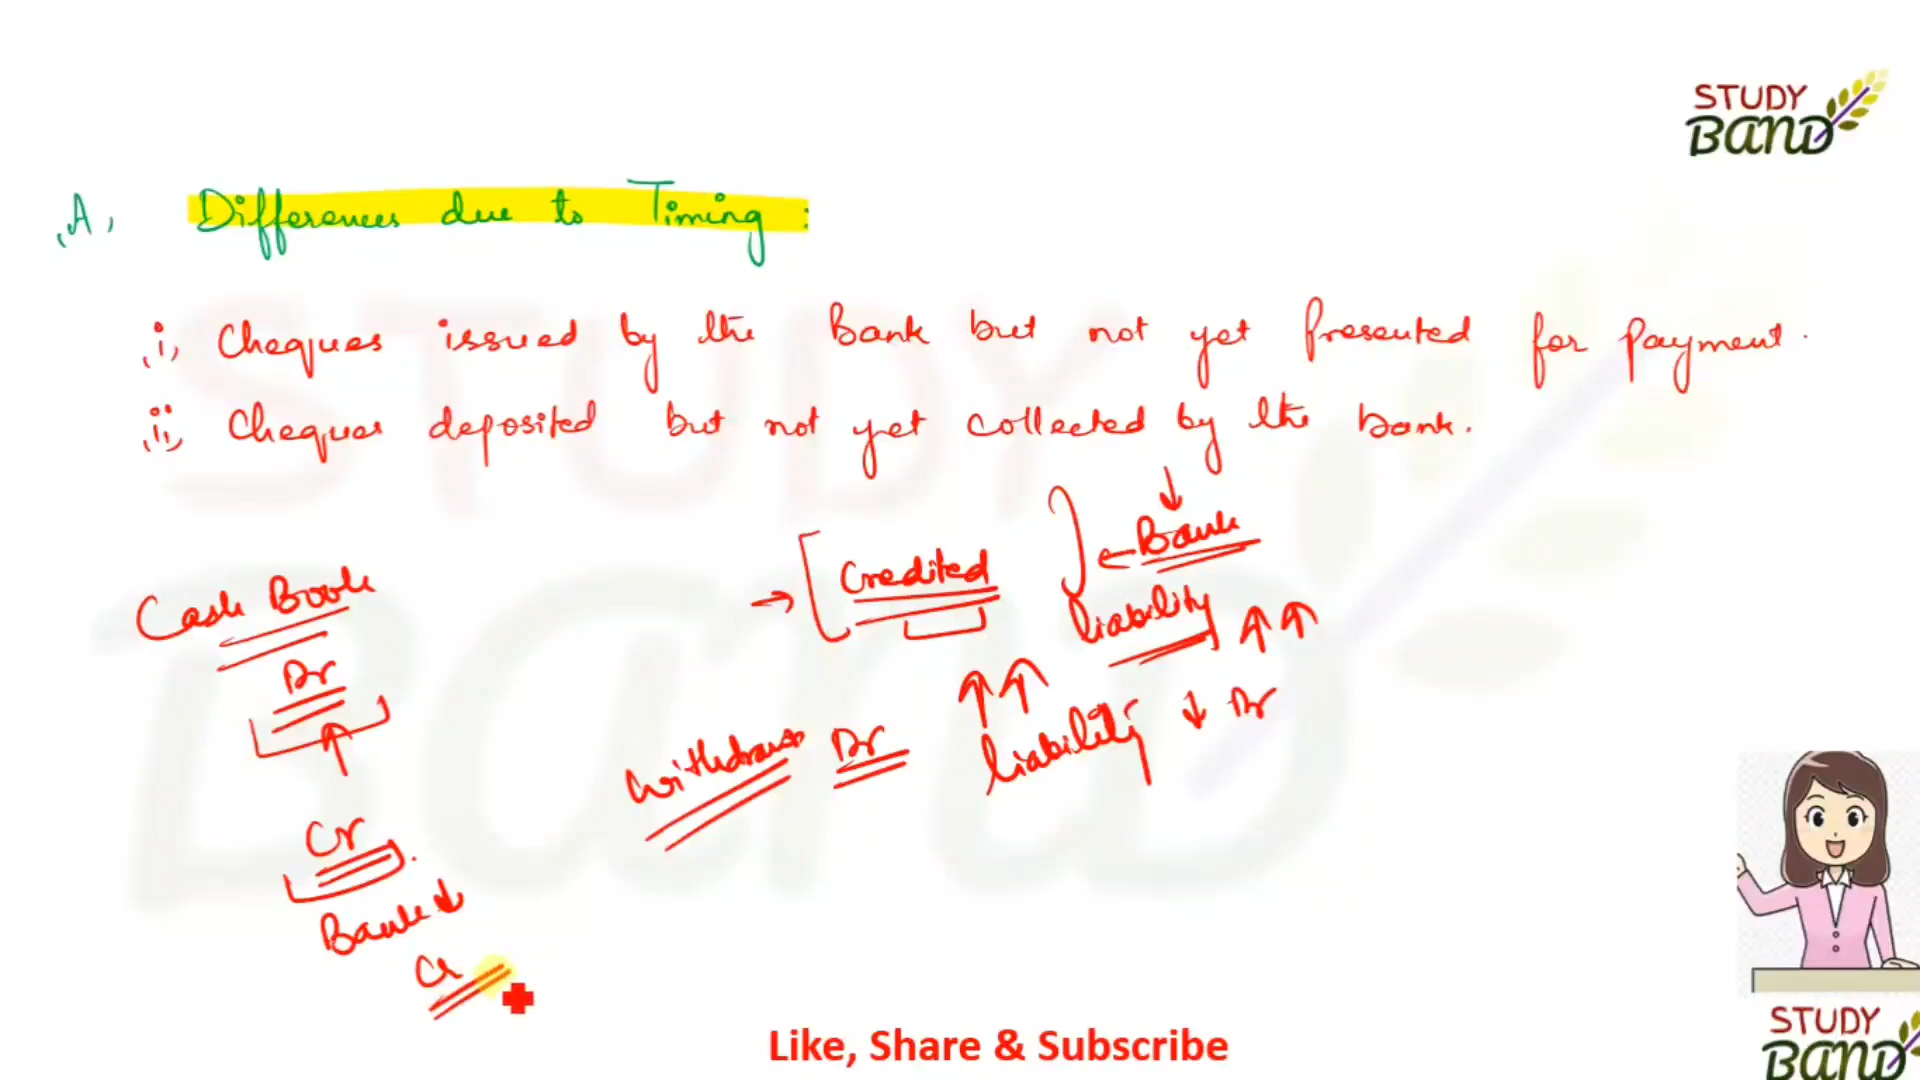 STUDY
BAND
(A) Differences due to Timing :
(i) Cheques issued by the Bank but not yet Presented for Payment.
(ii) Cheques deposited but not yet collected by the bank.
Cash Book
Dr
Cr
Bank ↓
Cr
→ [Credited } ← Bank
liability ↑↑
Withdraw Dr
liability ↓ Dr
Like, Share & Subscribe
STUDY
BAND